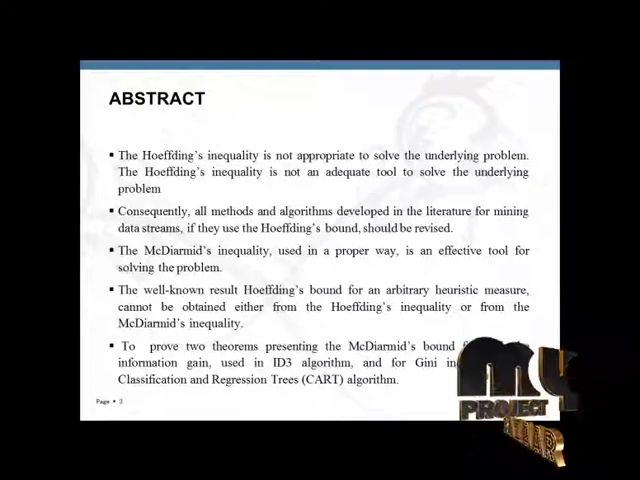 ABSTRACT
▪ The Hoeffding's inequality is not appropriate to solve the underlying problem.
The Hoeffding's inequality is not an adequate tool to solve the underlying
problem
▪ Consequently, all methods and algorithms developed in the literature for mining
data streams, if they use the Hoeffding's bound, should be revised.
▪ The McDiarmid's inequality, used in a proper way, is an effective tool for
solving the problem.
▪ The well-known result Hoeffding's bound for an arbitrary heuristic measure,
cannot be obtained either from the Hoeffding's inequality or from the
McDiarmid's inequality.
▪ To prove two theorems presenting the McDiarmid's bound
information gain, used in ID3 algorithm, and for Gini
Classification and Regression Trees (CART) algorithm.
Page ▪ 3
my
PROJECT